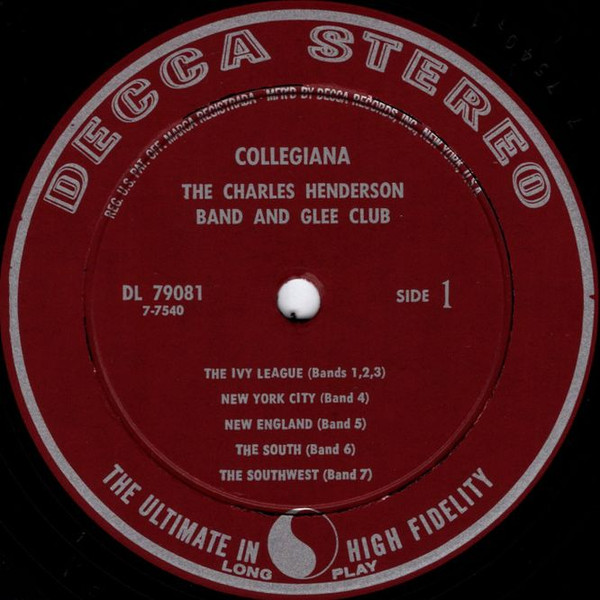 DECCA STEREO
REG. U.S. PAT. OFF. MARCA REGISTRADA • MFR'D BY DECCA RECORDS, INC., NEW YORK, U.S.A.
COLLEGIANA
THE CHARLES HENDERSON
BAND AND GLEE CLUB
DL 79081
7-7540
SIDE 1
THE IVY LEAGUE (Bands 1,2,3)
NEW YORK CITY (Band 4)
NEW ENGLAND (Band 5)
THE SOUTH (Band 6)
THE SOUTHWEST (Band 7)
THE ULTIMATE IN HIGH FIDELITY
LONG PLAY